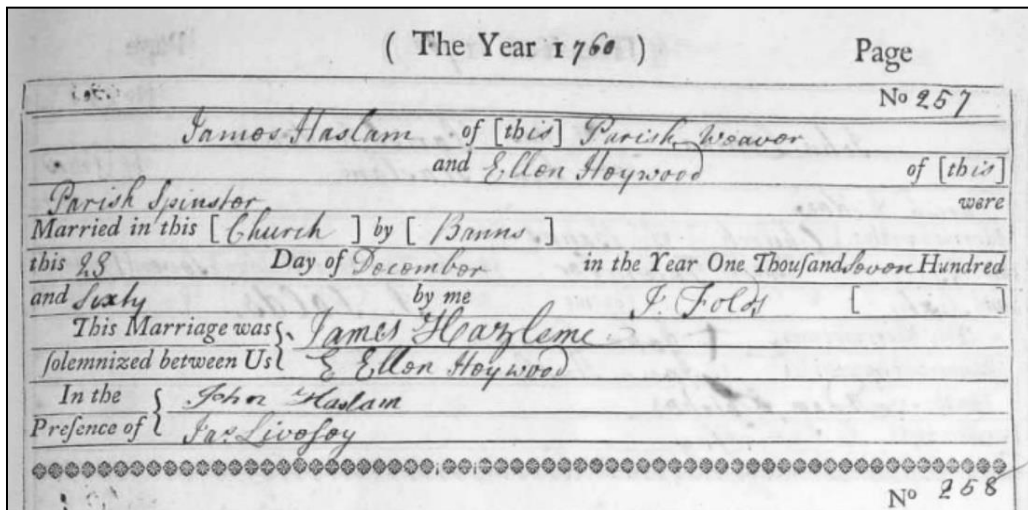 ( The Year 1760 ) Page
No 257
James Haslam of [this] Parish, Weaver
and Ellen Heywood of [this]
Parish Spinster were
Married in this [ Church ] by [ Banns ]
this 28 Day of December in the Year One Thouſand Seven Hundred
and Sixty by me J. Folds [ ]
This Marriage was James Hazleme
ſolemnized between Us Ellen Heywood
In the John Haslam
Preſence of Jas. Liveſey
No 258